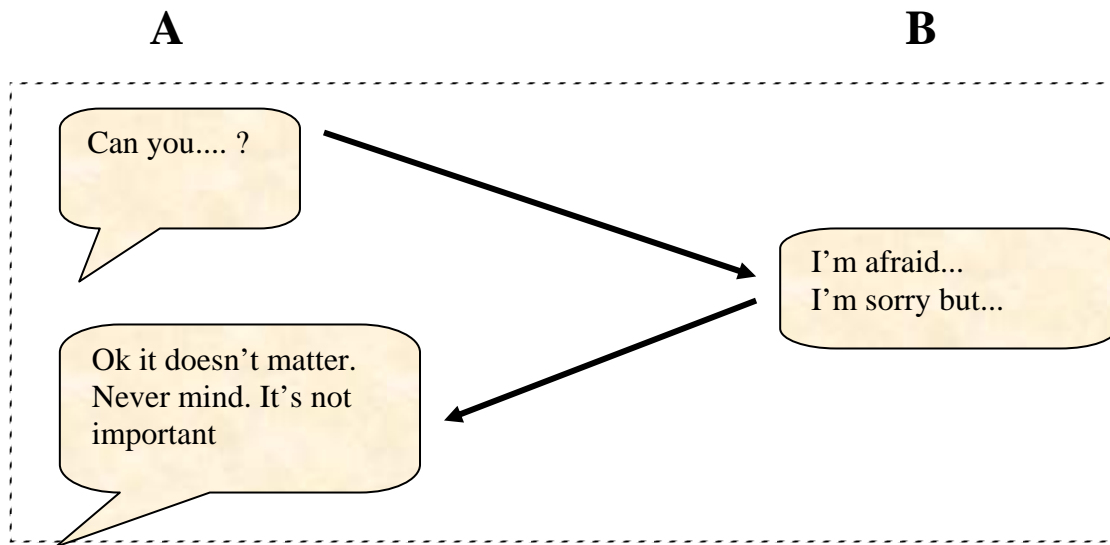 A
B
Can you.... ?
I’m afraid...
I’m sorry but...
Ok it doesn’t matter.
Never mind. It’s not
important